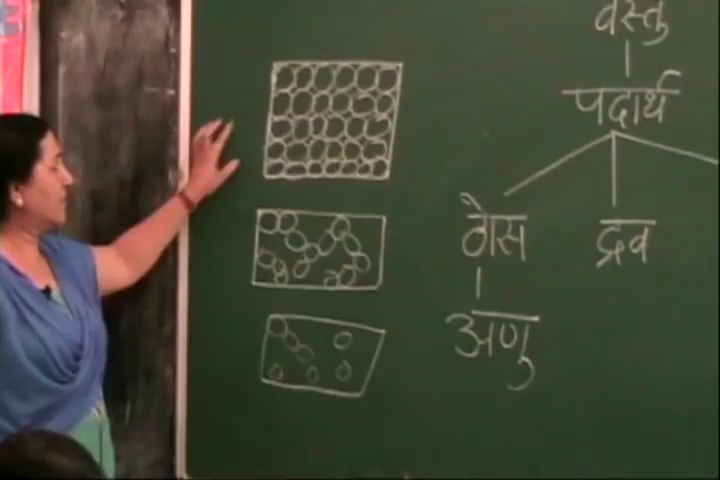 वस्तु
पदार्थ
गैस द्रव
अणु